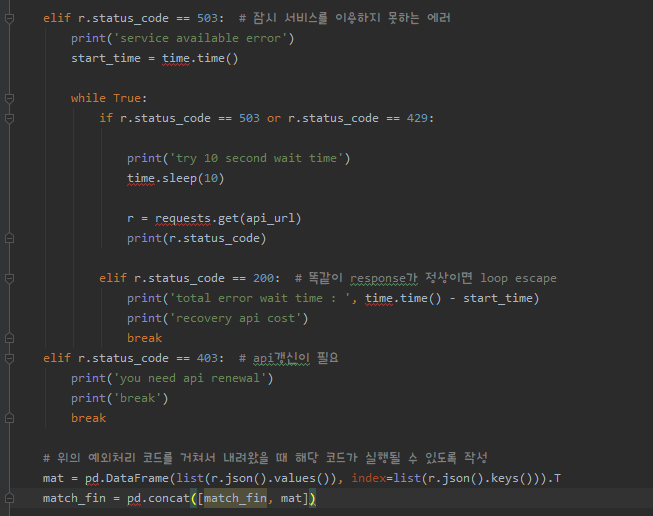 elif r.status_code == 503:  # 잠시 서비스를 이용하지 못하는 에러
print('service available error')
start_time = time.time()
while True:
if r.status_code == 503 or r.status_code == 429:
print('try 10 second wait time')
time.sleep(10)
r = requests.get(api_url)
print(r.status_code)
elif r.status_code == 200:  # 똑같이 response가 정상이면 loop escape
print('total error wait time : ', time.time() - start_time)
print('recovery api cost')
break
elif r.status_code == 403:  # api갱신이 필요
print('you need api renewal')
print('break')
break
# 위의 예외처리 코드를 거쳐서 내려왔을 때 해당 코드가 실행될 수 있도록 작성
mat = pd.DataFrame(list(r.json().values()), index=list(r.json().keys())).T
match_fin = pd.concat([match_fin, mat])